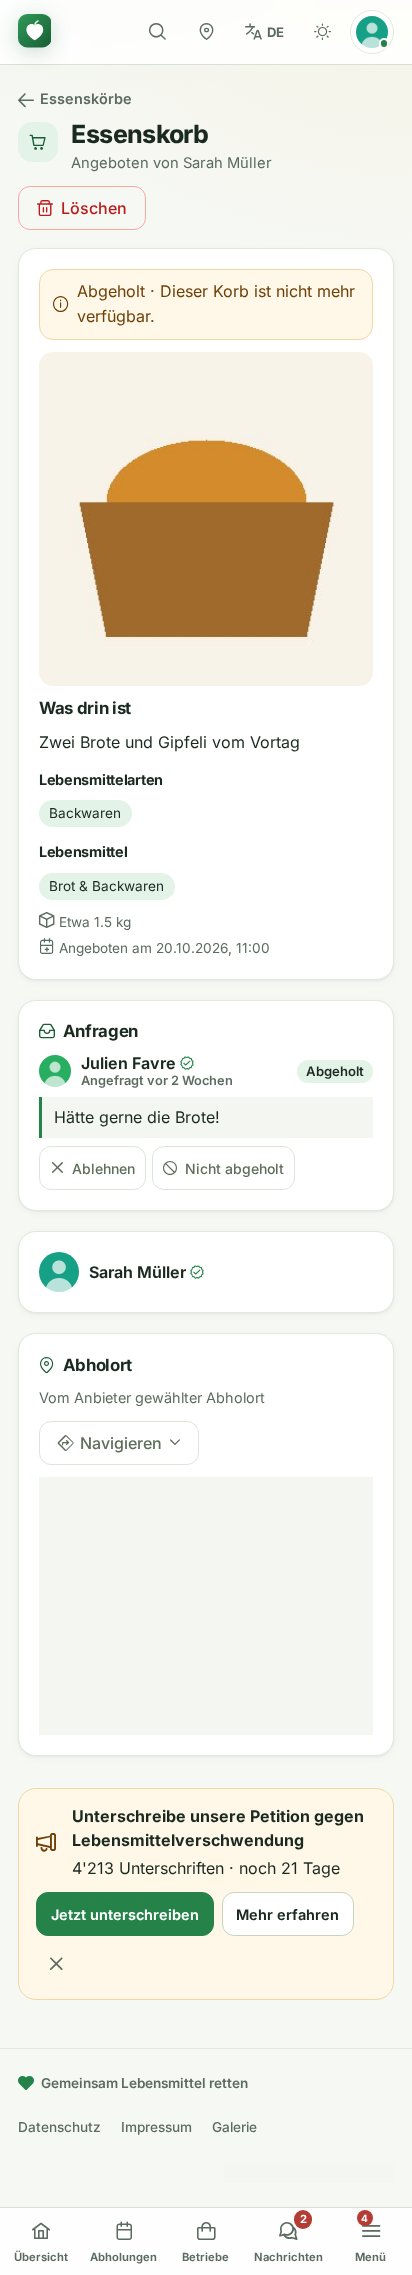 DE
Essenskörbe
Essenskorb
Angeboten von Sarah Müller
Löschen
Abgeholt · Dieser Korb ist nicht mehr
verfügbar.
Was drin ist
Zwei Brote und Gipfeli vom Vortag
Lebensmittelarten
Backwaren
Lebensmittel
Brot & Backwaren
Etwa 1.5 kg
Angeboten am 20.10.2026, 11:00
Anfragen
Julien Favre
Abgeholt
Angefragt vor 2 Wochen
Hätte gerne die Brote!
Ablehnen
Nicht abgeholt
Sarah Müller
Abholort
Vom Anbieter gewählter Abholort
Navigieren
Unterschreibe unsere Petition gegen
Lebensmittelverschwendung
4'213 Unterschriften · noch 21 Tage
Jetzt unterschreiben
Mehr erfahren
Gemeinsam Lebensmittel retten
Datenschutz Impressum Galerie
2
4
Übersicht Abholungen Betriebe Nachrichten Menü